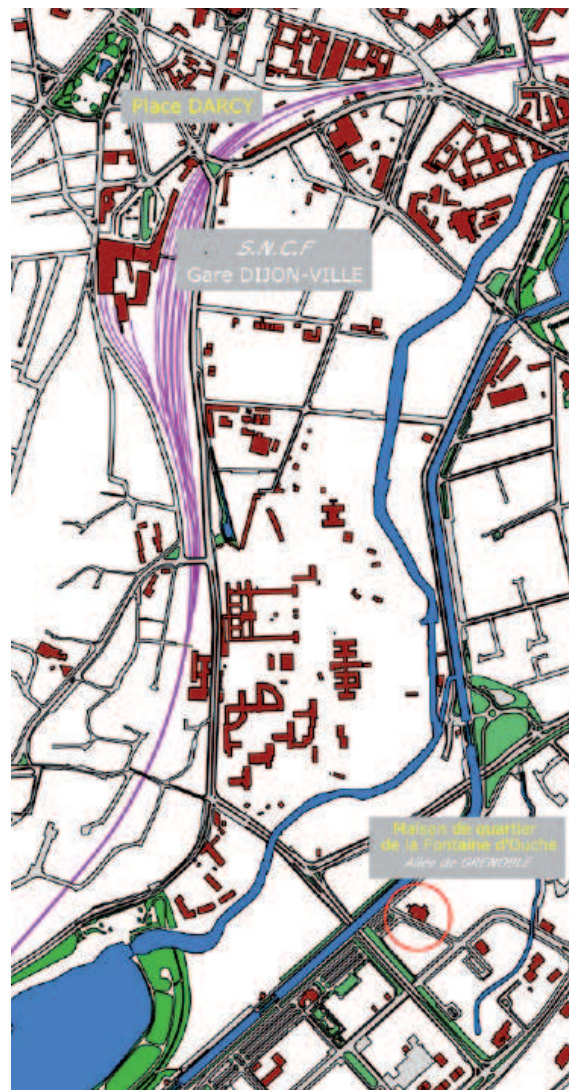 Place DARCY
S.N.C.F
Gare DIJON-VILLE
Maison de quartier
de la Fontaine d'Ouche
Allée de GRENOBLE